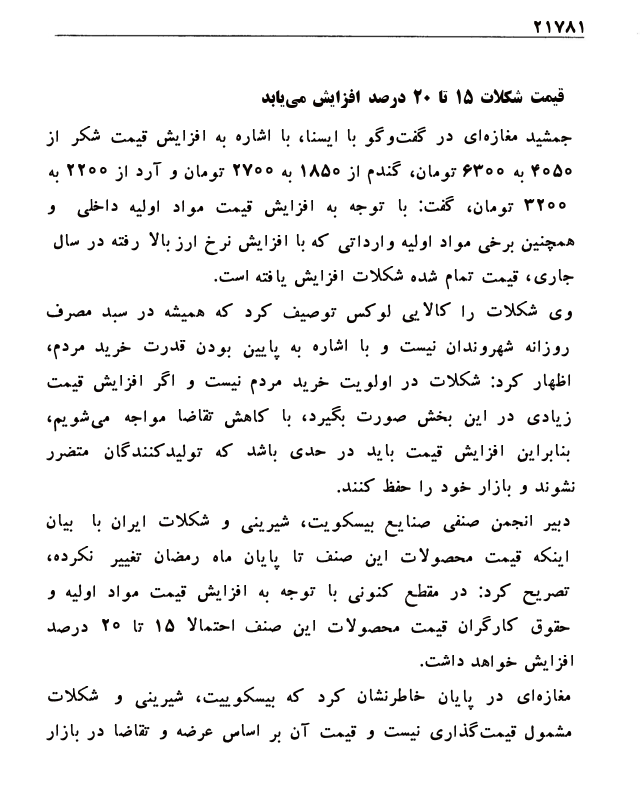 ۲۱۷۸۱
قیمت شکلات ۱۵ تا ۲۰ درصد افزایش می‌یابد
جمشید مغازه‌ای در گفت‌وگو با ایسنا، با اشاره به افزایش قیمت شکر از
۴۰۵۰ به ۶۳۰۰ تومان، گندم از ۱۸۵۰ به ۲۷۰۰ تومان و آرد از ۲۲۰۰ به
۳۲۰۰ تومان، گفت: با توجه به افزایش قیمت مواد اولیه داخلی و
همچنین برخی مواد اولیه وارداتی که با افزایش نرخ ارز بالا رفته در سال
جاری، قیمت تمام شده شکلات افزایش یافته است.
وی شکلات را کالایی لوکس توصیف کرد که همیشه در سبد مصرف
روزانه شهروندان نیست و با اشاره به پایین بودن قدرت خرید مردم،
اظهار کرد: شکلات در اولویت خرید مردم نیست و اگر افزایش قیمت
زیادی در این بخش صورت بگیرد، با کاهش تقاضا مواجه می‌شویم،
بنابراین افزایش قیمت باید در حدی باشد که تولیدکنندگان متضرر
نشوند و بازار خود را حفظ کنند.
دبیر انجمن صنفی صنایع بیسکویت، شیرینی و شکلات ایران با بیان
اینکه قیمت محصولات این صنف تا پایان ماه رمضان تغییر نکرده،
تصریح کرد: در مقطع کنونی با توجه به افزایش قیمت مواد اولیه و
حقوق کارگران قیمت محصولات این صنف احتمالا ۱۵ تا ۲۰ درصد
افزایش خواهد داشت.
مغازه‌ای در پایان خاطرنشان کرد که بیسکوییت، شیرینی و شکلات
مشمول قیمت‌گذاری نیست و قیمت آن بر اساس عرضه و تقاضا در بازار